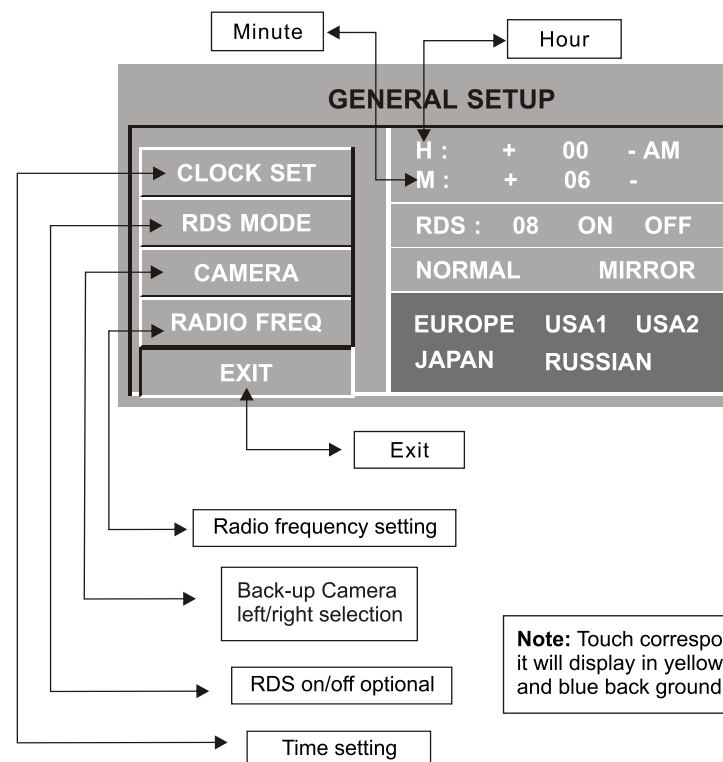 Minute
Hour
GENERAL SETUP
H : + 00 - AM
M : + 06 -
CLOCK SET
RDS MODE
CAMERA
RADIO FREQ
EXIT
RDS : 08 ON OFF
NORMAL MIRROR
EUROPE USA1 USA2
JAPAN RUSSIAN
Exit
Radio frequency setting
Back-up Camera
left/right selection
RDS on/off optional
Time setting
Note: Touch
it will display in yellow
and blue back ground